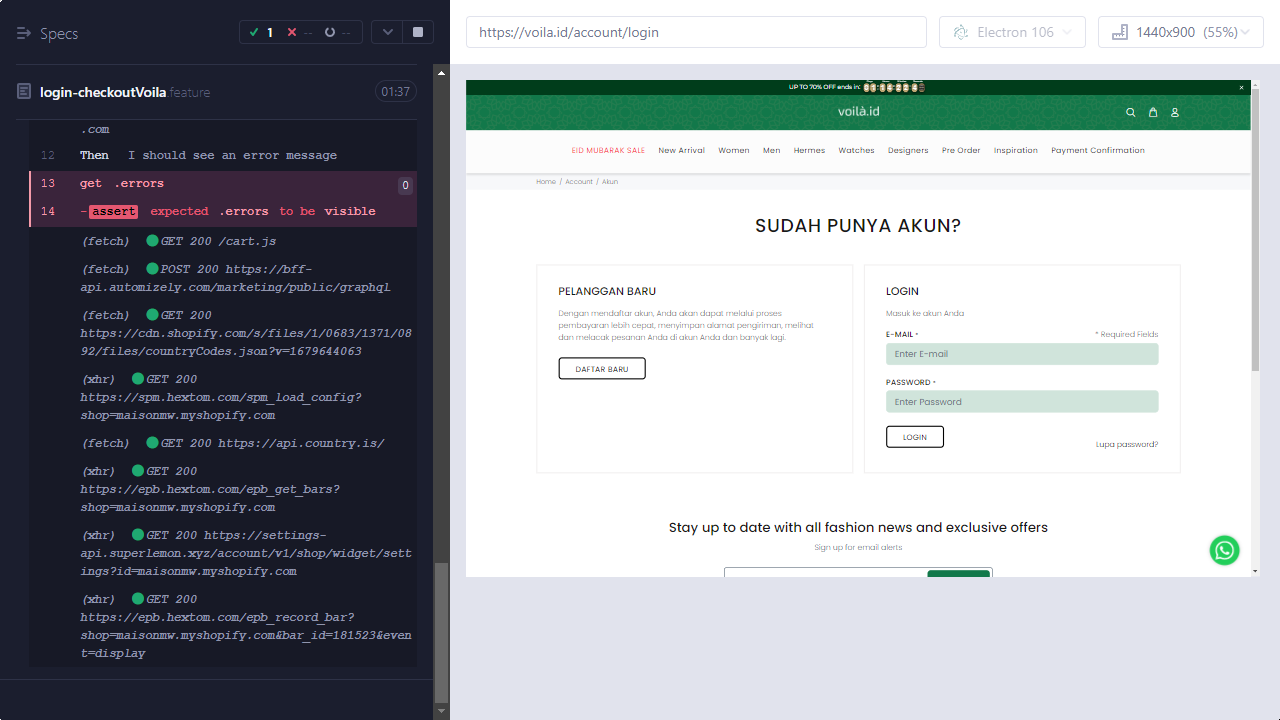 Specs
1
--
--
login-checkoutVoila.feature
01:37
.com
12 Then I should see an error message
13 get .errors 0
14 -assert expected .errors to be visible
(fetch) GET 200 /cart.js
(fetch) POST 200 https://bff-
api.automizely.com/marketing/public/graphql
(fetch) GET 200
https://cdn.shopify.com/s/files/1/0683/1371/08
92/files/countryCodes.json?v=1679644063
(xhr) GET 200
https://spm.hextom.com/spm_load_config?
shop=maisonmw.myshopify.com
(fetch) GET 200 https://api.country.is/
(xhr) GET 200
https://epb.hextom.com/epb_get_bars?
shop=maisonmw.myshopify.com
(xhr) GET 200 https://settings-
api.superlemon.xyz/account/v1/shop/widget/sett
ings?id=maisonmw.myshopify.com
(xhr) GET 200
https://epb.hextom.com/epb_record_bar?
shop=maisonmw.myshopify.com&bar_id=181523&even
t=display
https://voila.id/account/login
Electron 106
1440x900 (55%)
UP TO 70% OFF ends in:
voilà.id
EID MUBARAK SALE New Arrival Women Men Hermes Watches Designers Pre Order Inspiration Payment Confirmation
Home / Account / Akun
SUDAH PUNYA AKUN?
PELANGGAN BARU
Dengan mendaftar akun, Anda akan dapat melalui proses
pembayaran lebih cepat, menyimpan alamat pengiriman, melihat
dan melacak pesanan Anda di akun Anda dan banyak lagi.
DAFTAR BARU
LOGIN
Masuk ke akun Anda
E-MAIL * * Required Fields
Enter E-mail
PASSWORD *
Enter Password
LOGIN
Lupa password?
Stay up to date with all fashion news and exclusive offers
Sign up for email alerts